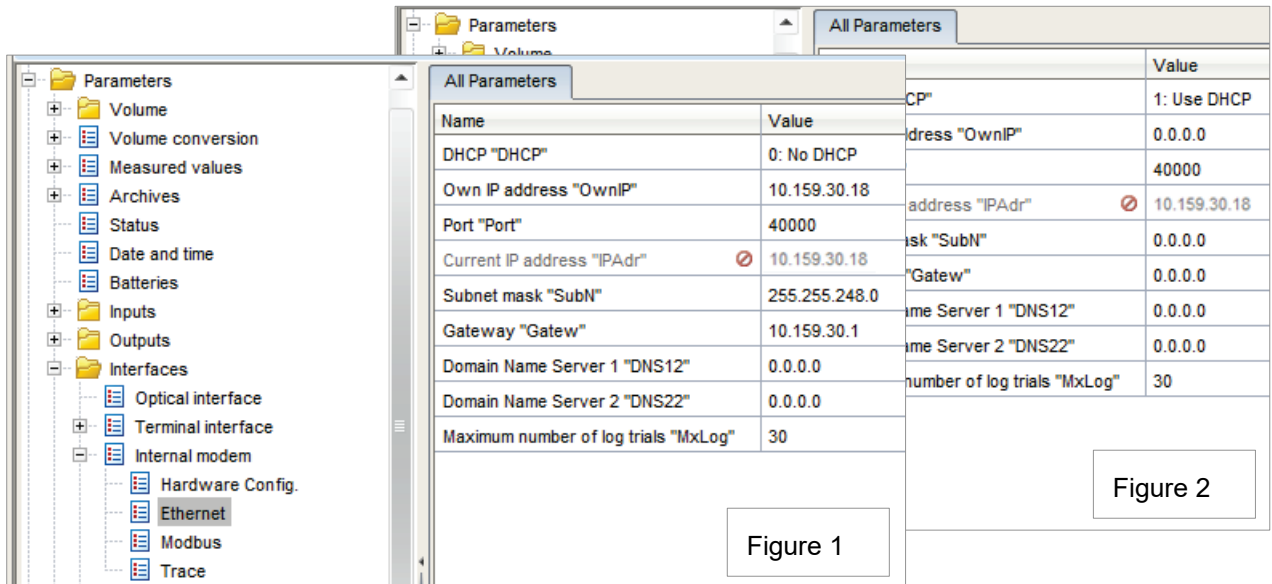 Parameters
All Parameters
Volume
Value
CP" 1: Use DHCP
ddress "OwnIP" 0.0.0.0
40000
address "IPAdr" 10.159.30.18
ask "SubN" 0.0.0.0
"Gatew" 0.0.0.0
ame Server 1 "DNS12" 0.0.0.0
ame Server 2 "DNS22" 0.0.0.0
number of log trials "MxLog" 30
Figure 2
Parameters
Volume
Volume conversion
Measured values
Archives
Status
Date and time
Batteries
Inputs
Outputs
Interfaces
Optical interface
Terminal interface
Internal modem
Hardware Config.
Ethernet
Modbus
Trace
All Parameters
Name Value
DHCP "DHCP" 0: No DHCP
Own IP address "OwnIP" 10.159.30.18
Port "Port" 40000
Current IP address "IPAdr" 10.159.30.18
Subnet mask "SubN" 255.255.248.0
Gateway "Gatew" 10.159.30.1
Domain Name Server 1 "DNS12" 0.0.0.0
Domain Name Server 2 "DNS22" 0.0.0.0
Maximum number of log trials "MxLog" 30
Figure 1